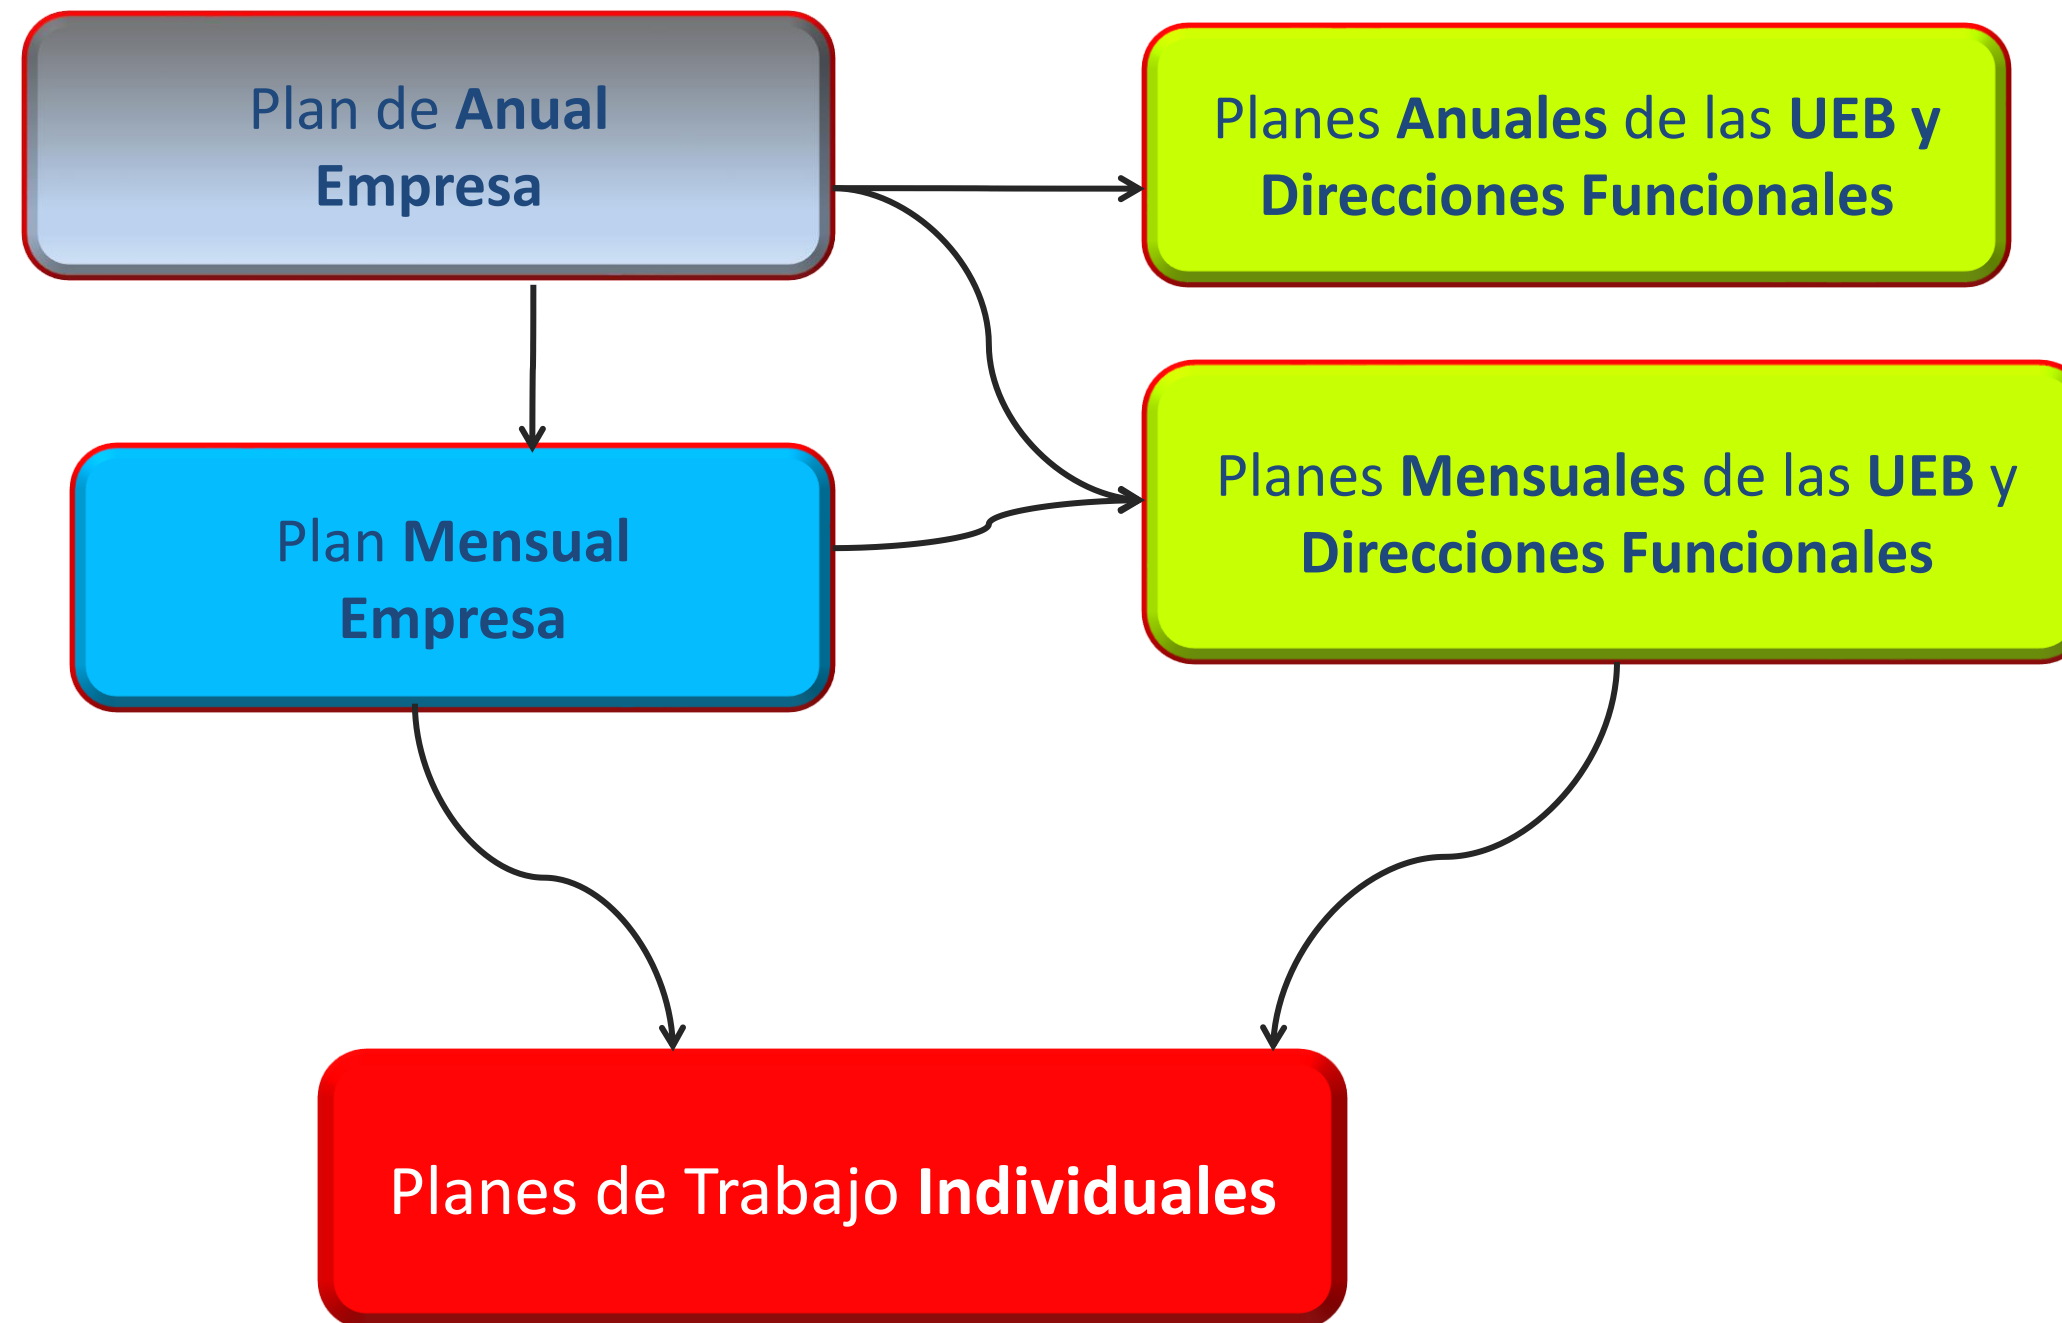 Plan de Anual
Empresa
Planes Anuales de las UEB y
Direcciones Funcionales
Plan Mensual
Empresa
Planes Mensuales de las UEB y
Direcciones Funcionales
Planes de Trabajo Individuales